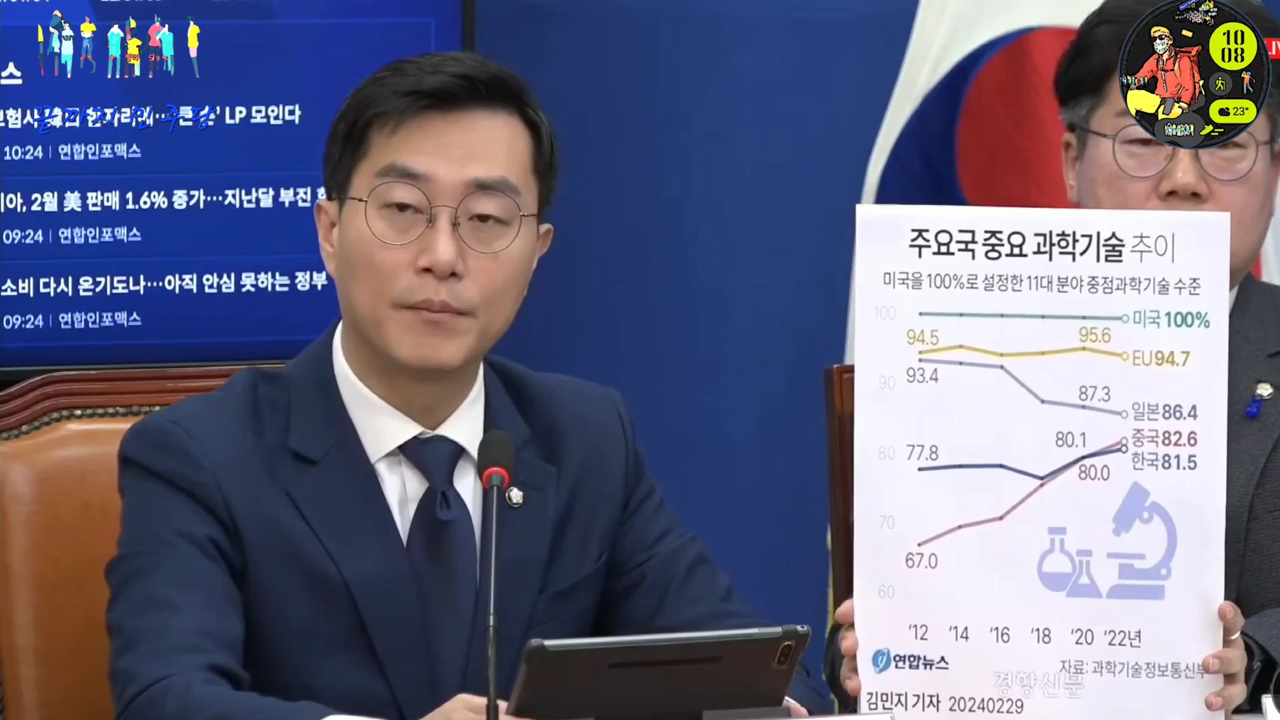 스
10:24 | 연합인포맥스
LP 모인다
2월 美 판매 1.6% 증가…지난달 부진
09:24 | 연합인포맥스
소비 다시 온기도나…아직 안심 못하는 정부
09:24 | 연합인포맥스
10
08
23°
주요국 중요 과학기술 추이
미국을 100%로 설정한 11대 분야 중점과학기술 수준
100
미국 100%
94.5
95.6
EU 94.7
93.4
90
87.3
일본 86.4
중국 82.6
80.1
한국 81.5
77.8
80
80.0
70
67.0
60
'12 '14 '16 '18 '20 '22년
연합뉴스
자료: 과학기술정보통신부
경향신문
김민지 기자 20240229